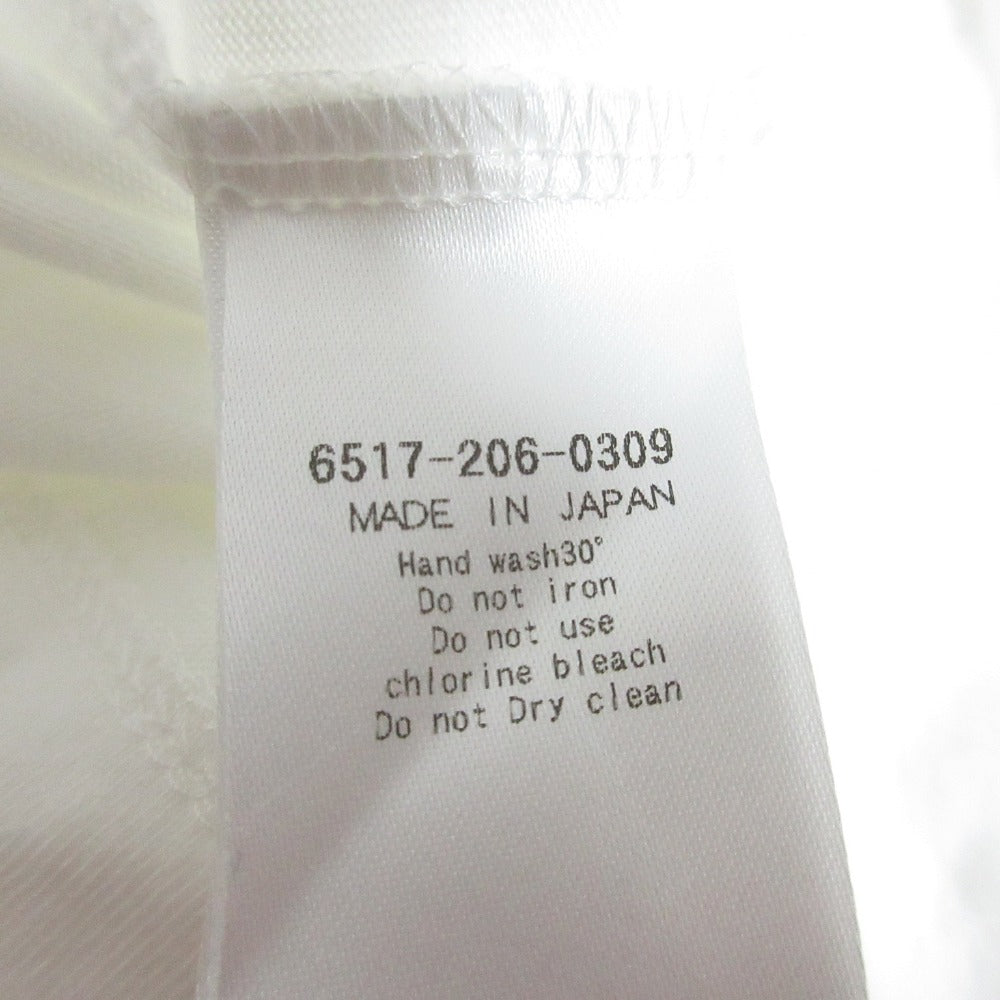 6517-206-0309
MADE IN JAPAN
Hand wash30°
Do not iron
Do not use
chlorine bleach
Do not Dry clean